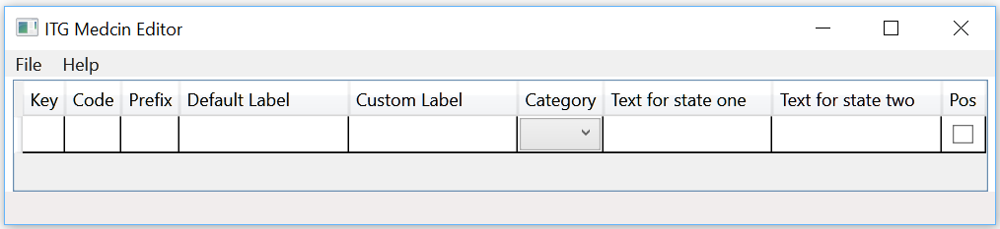 ITG Medcin Editor
File Help
Key Code Prefix Default Label Custom Label Category Text for state one Text for state two Pos